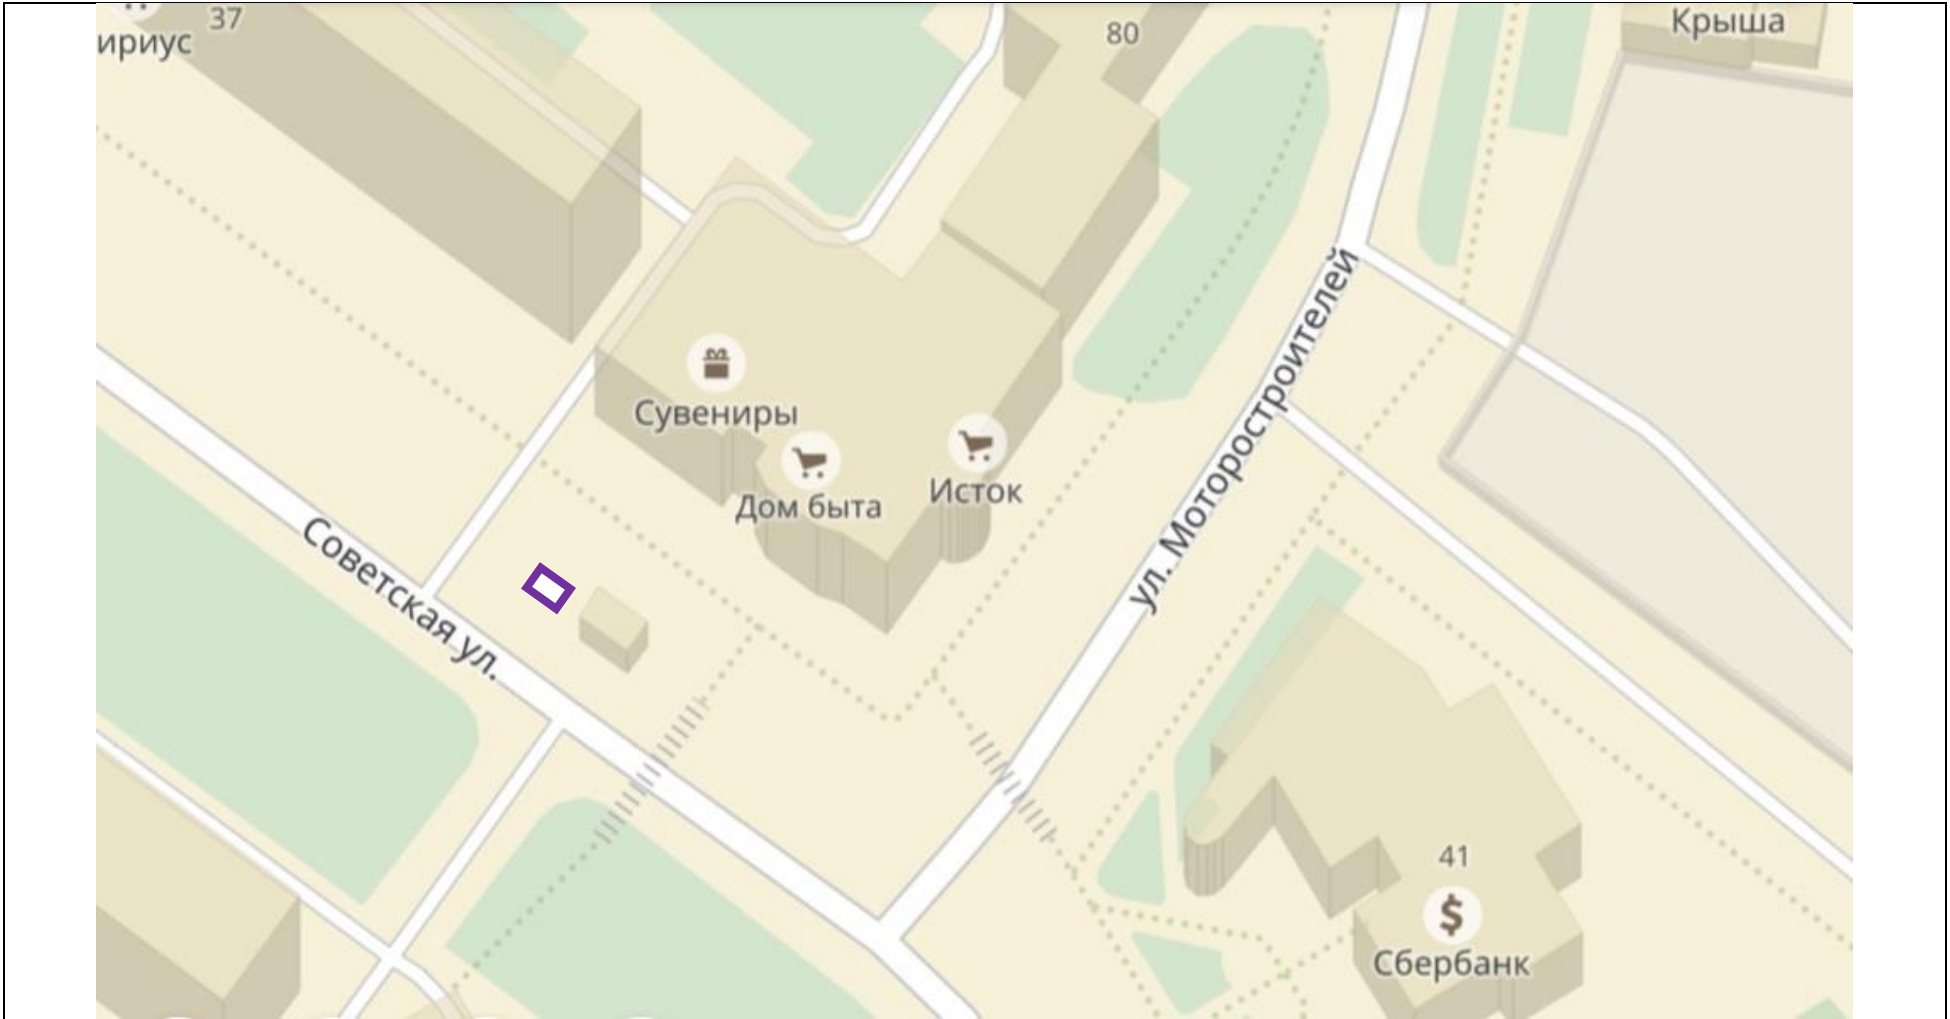 37
ириус
80
Крыша
Сувениры
Дом быта
Исток
ул. Моторостроителей
Советская ул.
41
Сбербанк